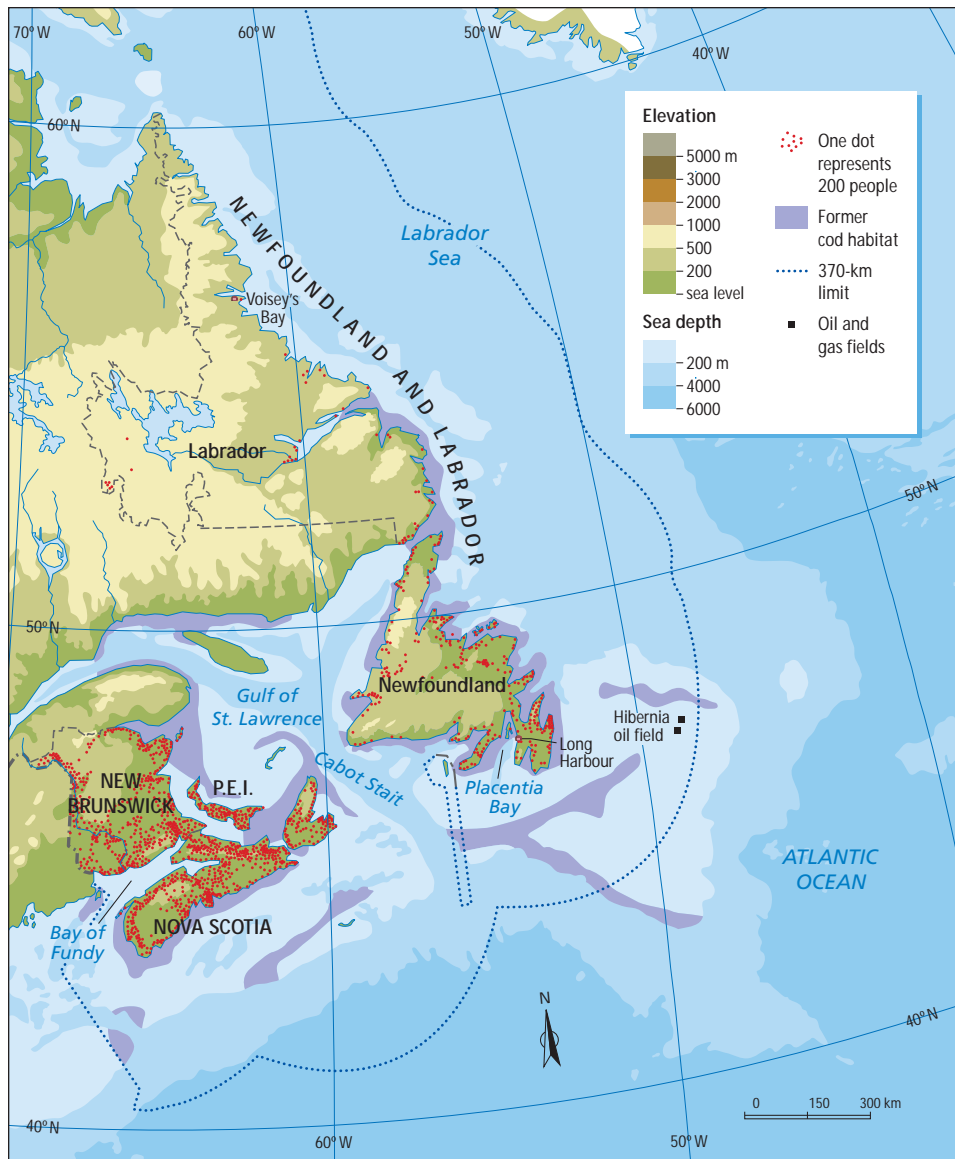 70°W
60°W
50°W
40°W
60°N
Elevation
5000 m
3000
2000
1000
500
200
sea level
Sea depth
200 m
4000
6000
One dot
represents
200 people
Former
cod habitat
370-km
limit
Oil and
gas fields
NEWFOUNDLAND AND LABRADOR
Labrador
Sea
Voisey's
Bay
Labrador
50°N
50°N
Newfoundland
Gulf of
St. Lawrence
Hibernia
oil field
Long
Harbour
Cabot Stait
Placentia
Bay
P.E.I.
NEW
BRUNSWICK
ATLANTIC
OCEAN
NOVA SCOTIA
Bay of
Fundy
N
40°N
0 150 300 km
40°N
60°W
50°W